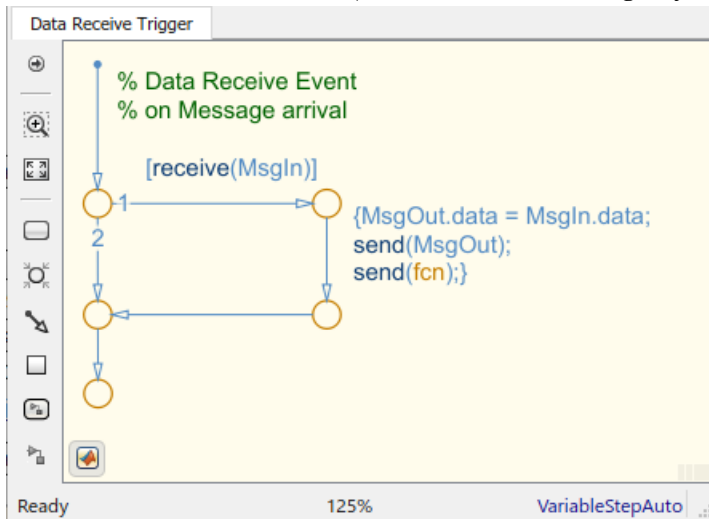 Data Receive Trigger
% Data Receive Event
% on Message arrival
[receive(MsgIn)]
1
{MsgOut.data = MsgIn.data;
2
send(MsgOut);
send(fcn);}
Ready
125%
VariableStepAuto